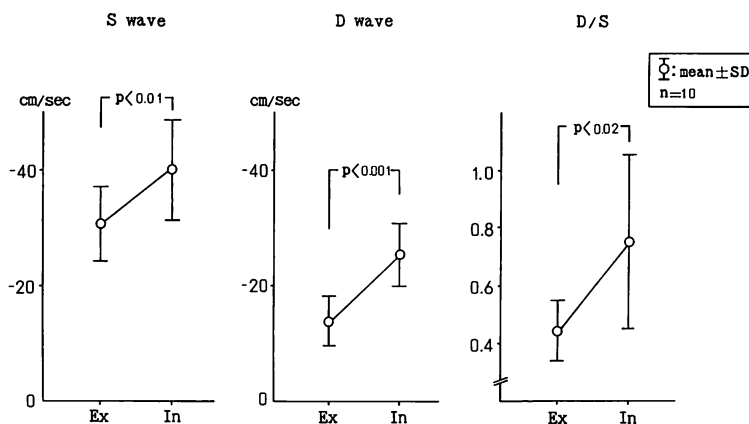 S wave
D wave
D/S
⏀: mean±SD
n=10
cm/sec
p<0.01
-40
-20
0
Ex In
cm/sec
p<0.001
-40
-20
0
Ex In
p<0.02
1.0
0.8
0.6
0.4
Ex In